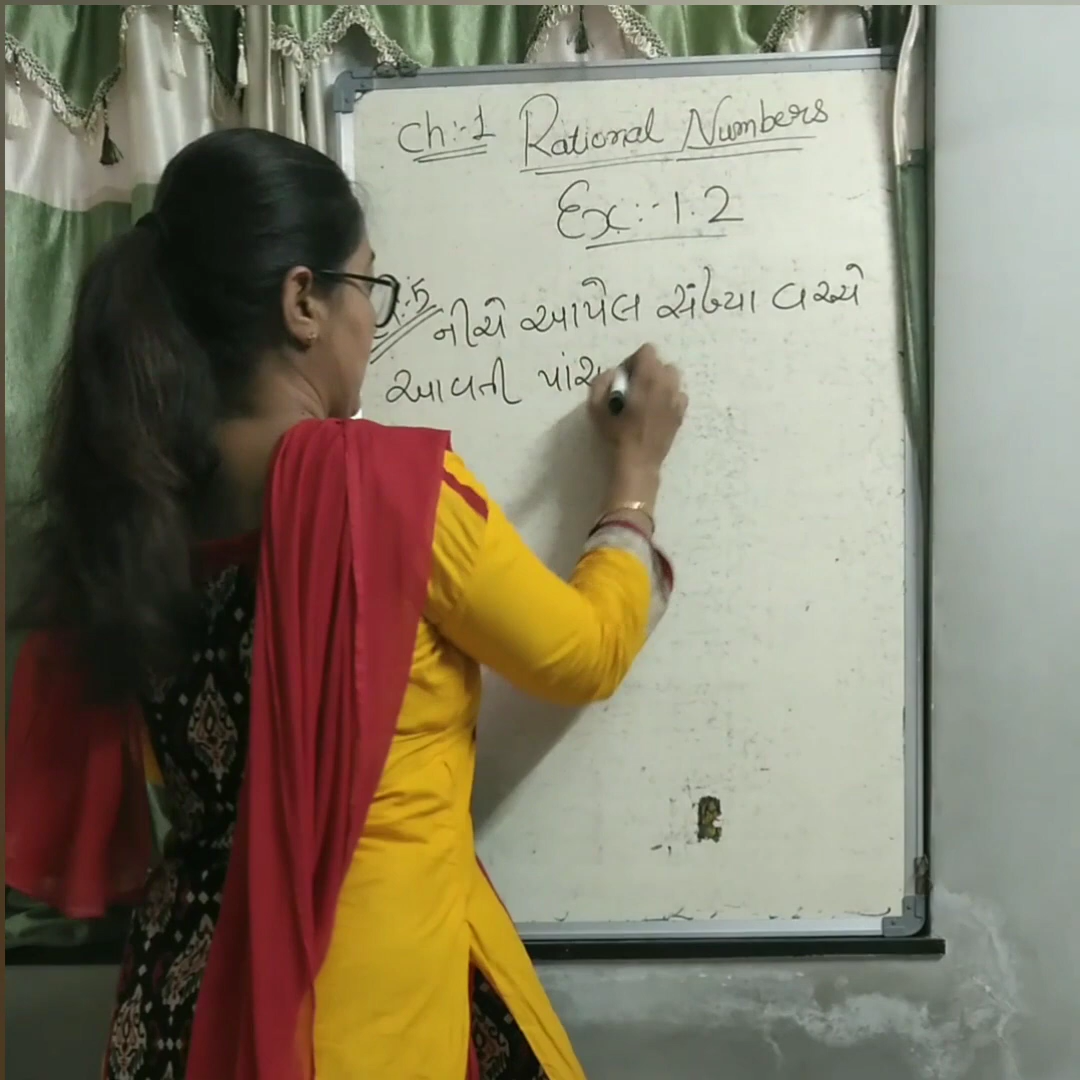 Ch:-1 Rational Numbers
Ex:-1.2
નીચે આપેલ સંખ્યા વચ્ચે
આવતી